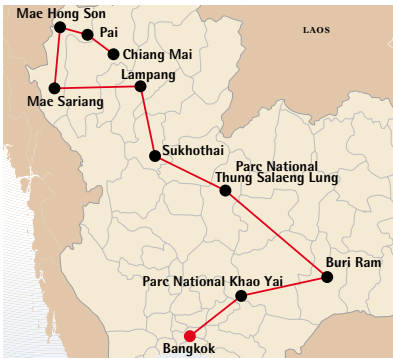 Mae Hong Son
LAOS
Pai
Chiang Mai
Lampang
Mae Sariang
Sukhothai
Parc National
Thung Salaeng Lung
Buri Ram
Parc National Khao Yai
Bangkok